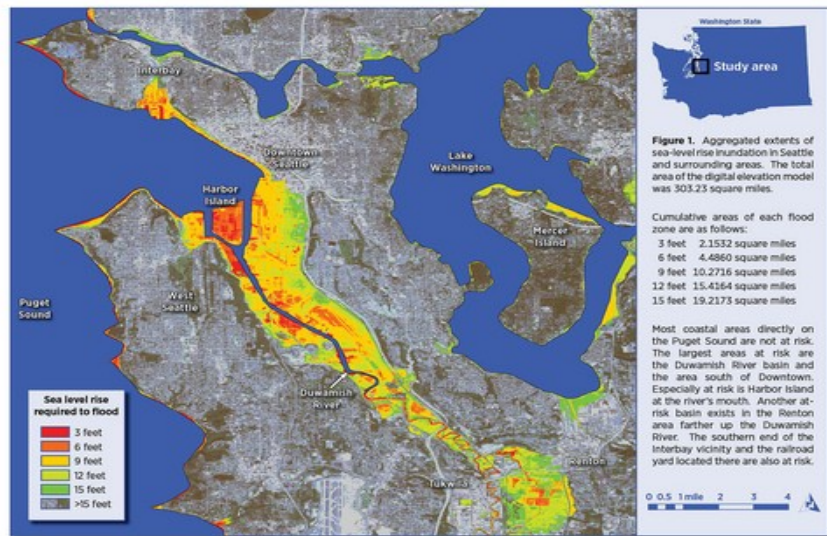 Interbay
Downtown
Seattle
Harbor
Island
Lake
Washington
Mercer
Island
West
Seattle
Puget
Sound
Duwamish
River
Tukwila
Renton
Sea level rise
required to flood
3 feet
6 feet
9 feet
12 feet
15 feet
>15 feet
Washington State
Study area
Figure 1. Aggregated extents of
sea-level rise inundation in Seattle
and surrounding areas. The total
area of the digital elevation model
was 303.23 square miles.
Cumulative areas of each flood
zone are as follows:
3 feet 2.1532 square miles
6 feet 4.4860 square miles
9 feet 10.2716 square miles
12 feet 15.4164 square miles
15 feet 19.2173 square miles
Most coastal areas directly on
the Puget Sound are not at risk.
The largest areas at risk are
the Duwamish River basin and
the area south of Downtown.
Especially at risk is Harbor Island
at the river's mouth. Another at-
risk basin exists in the Renton
area farther up the Duwamish
River. The southern end of the
Interbay vicinity and the railroad
yard located there are also at risk.
0 0.5 1 mile 2 3 4